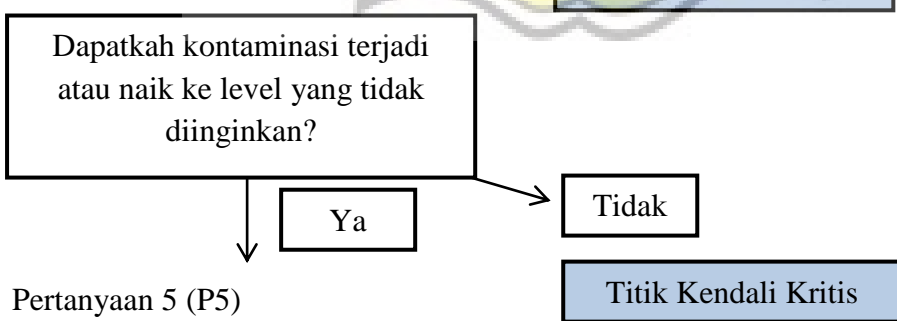 Dapatkah kontaminasi terjadi
atau naik ke level yang tidak
diinginkan?
Ya
Tidak
Pertanyaan 5 (P5)
Titik Kendali Kritis